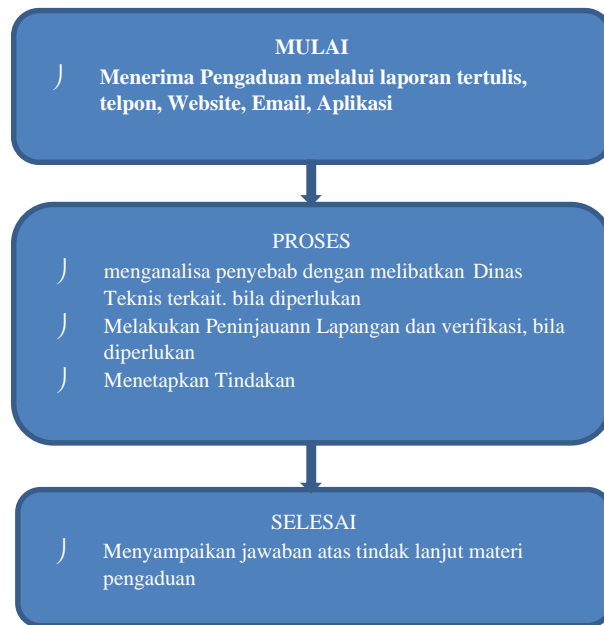 MULAI
Menerima Pengaduan melalui laporan tertulis,
telpon, Website, Email, Aplikasi
PROSES
menganalisa penyebab dengan melibatkan Dinas
Teknis terkait. bila diperlukan
Melakukan Peninjauann Lapangan dan verifikasi, bila
diperlukan
Menetapkan Tindakan
SELESAI
Menyampaikan jawaban atas tindak lanjut materi
pengaduan